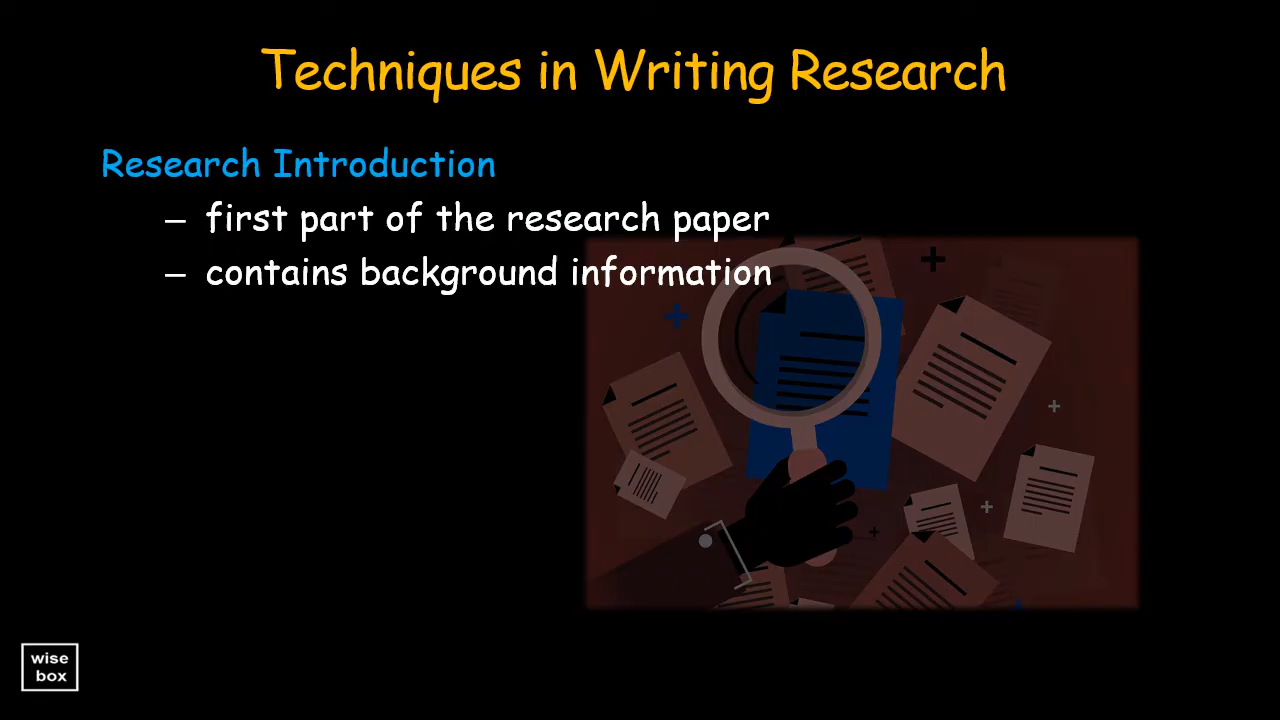 Techniques in Writing Research
Research Introduction
– first part of the research paper
– contains background information
wise
box